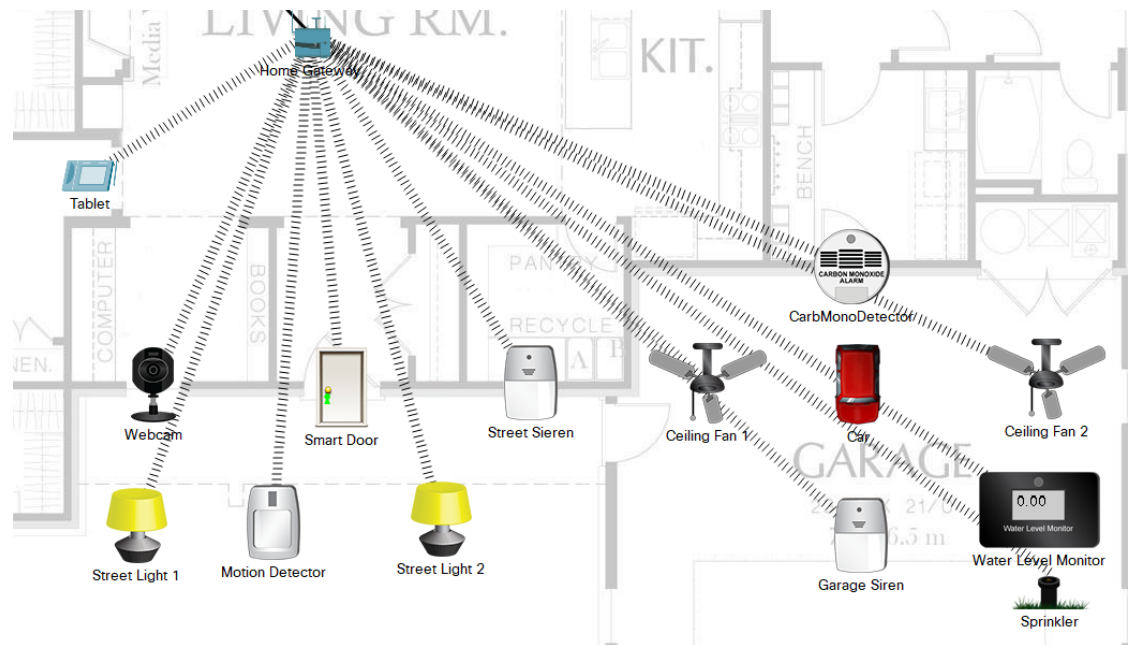 LIVING RM.
KIT.
Media
Home Gateway
BENCH
Tablet
PANTRY
CARBON MONOXIDE
ALARM
COMPUTER
BOOKS
CarbMonoDetector
RECYCLE
A
B
Webcam
Smart Door
Street Sieren
Ceiling Fan 1
Car
Ceiling Fan 2
GARAGE
0.00
Water Level Monitor
Street Light 1
Motion Detector
Street Light 2
6.5 m
Water Level Monitor
Garage Siren
Sprinkler